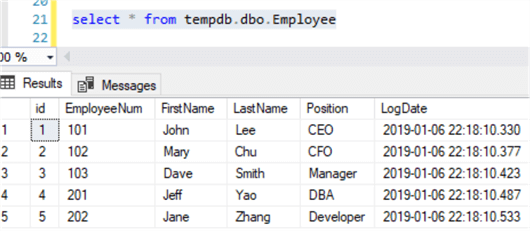 20
21 select * from tempdb.dbo.Employee
22
00 %
Results Messages
id EmployeeNum FirstName LastName Position LogDate
1 1 101 John Lee CEO 2019-01-06 22:18:10.330
2 2 102 Mary Chu CFO 2019-01-06 22:18:10.377
3 3 103 Dave Smith Manager 2019-01-06 22:18:10.423
4 4 201 Jeff Yao DBA 2019-01-06 22:18:10.487
5 5 202 Jane Zhang Developer 2019-01-06 22:18:10.533